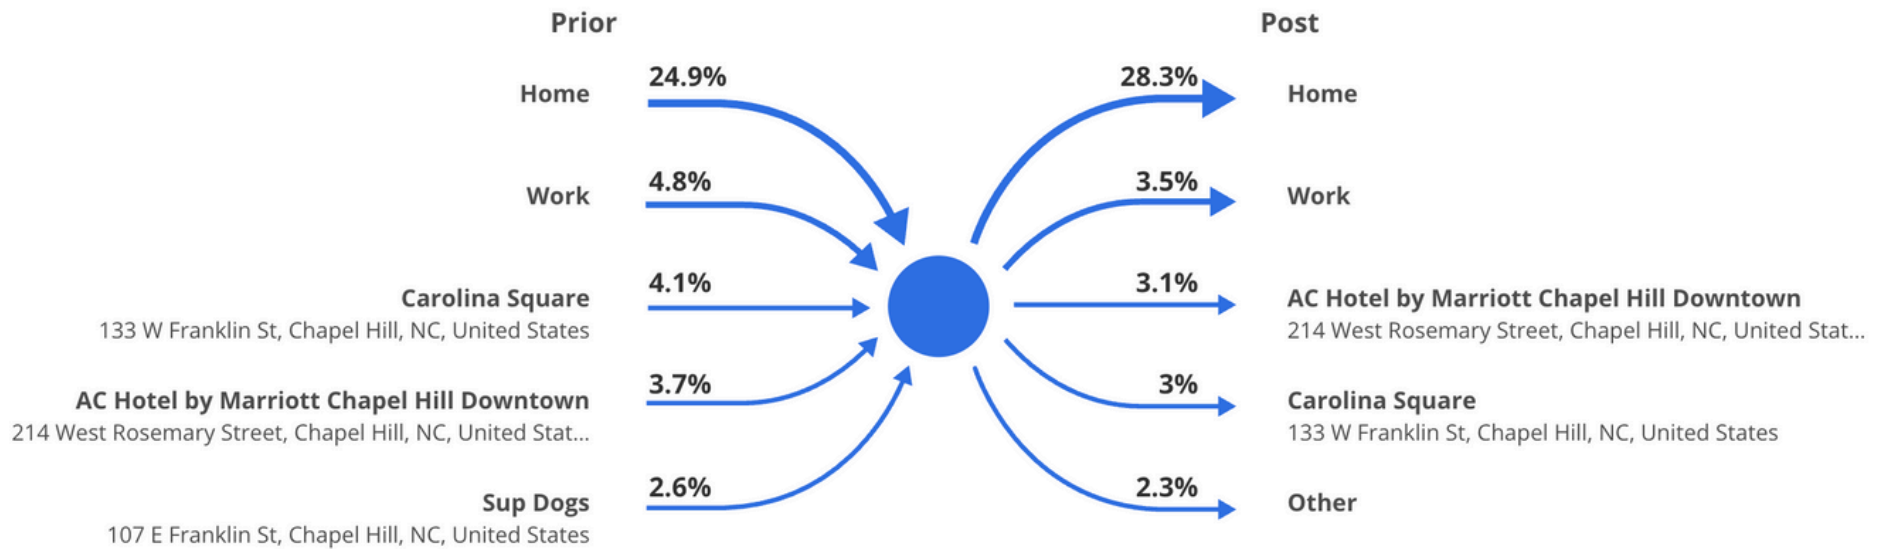 Prior
Home
24.9%
Work
4.8%
Carolina Square
133 W Franklin St, Chapel Hill, NC, United States
4.1%
AC Hotel by Marriott Chapel Hill Downtown
214 West Rosemary Street, Chapel Hill, NC, United Stat...
3.7%
Sup Dogs
107 E Franklin St, Chapel Hill, NC, United States
2.6%
Post
28.3%
Home
3.5%
Work
3.1%
AC Hotel by Marriott Chapel Hill Downtown
214 West Rosemary Street, Chapel Hill, NC, United Stat...
3%
Carolina Square
133 W Franklin St, Chapel Hill, NC, United States
2.3%
Other